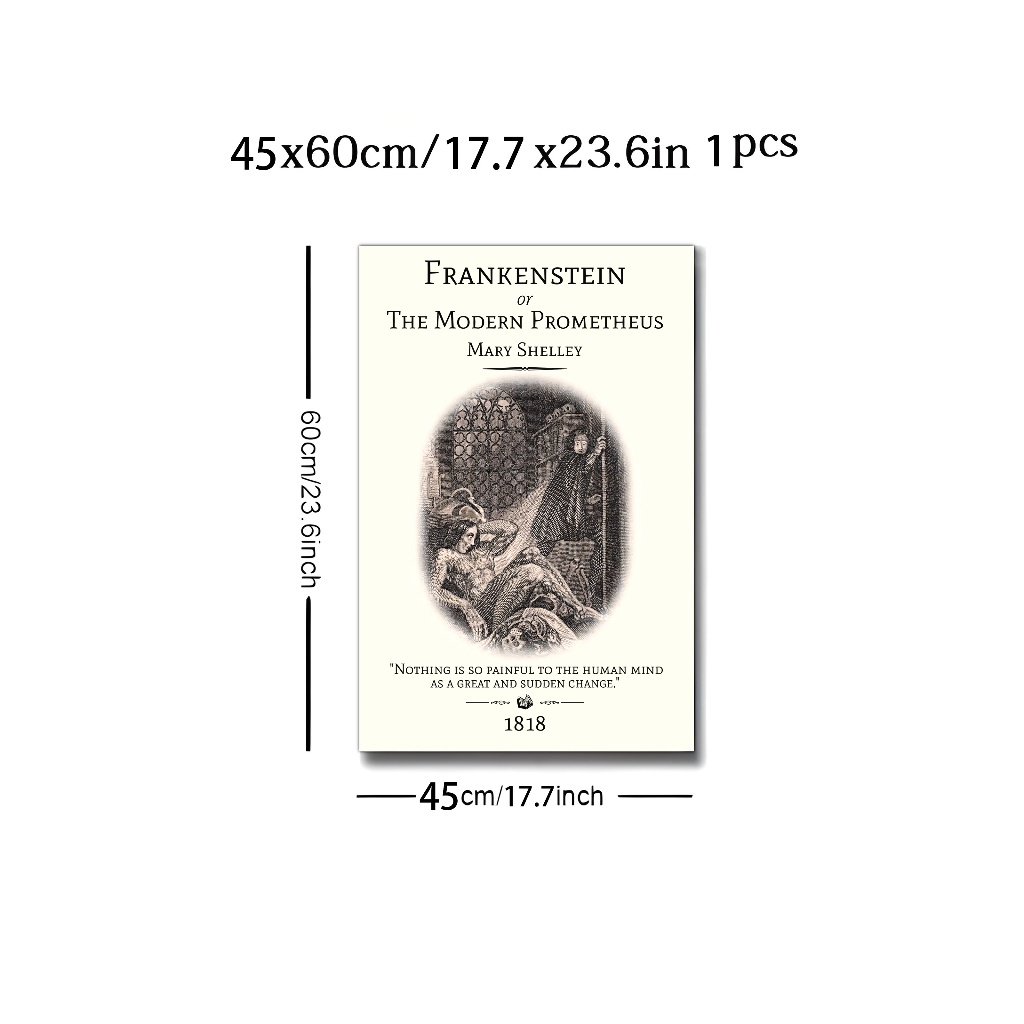 45x60cm/17.7 x23.6in 1pcs
60cm/23.6inch
FRANKENSTEIN
or
THE MODERN PROMETHEUS
MARY SHELLEY
"NOTHING IS SO PAINFUL TO THE HUMAN MIND
AS A GREAT AND SUDDEN CHANGE."
1818
45cm/17.7inch